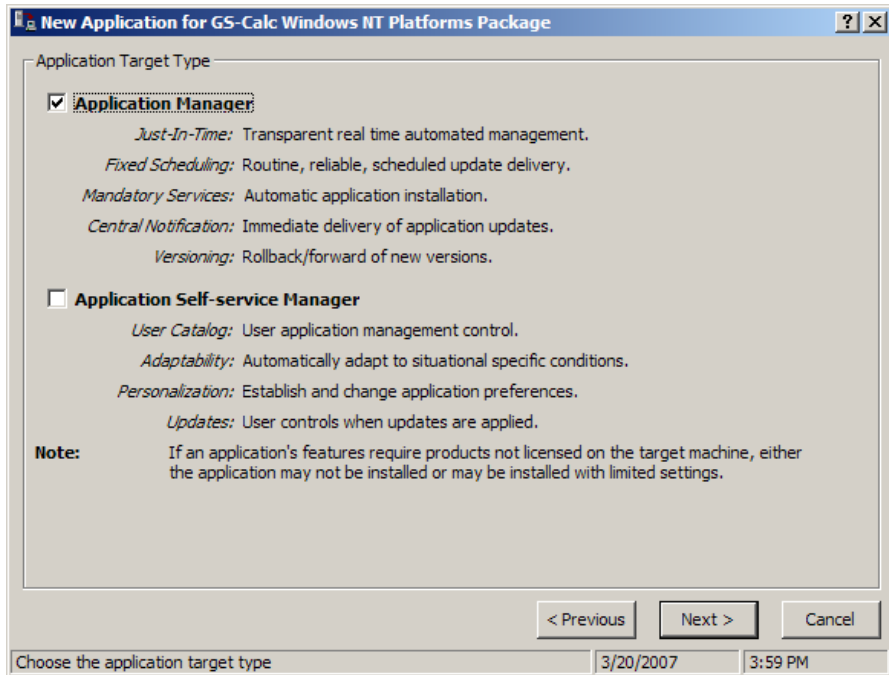 New Application for GS-Calc Windows NT Platforms Package
Application Target Type
Application Manager
Just-In-Time: Transparent real time automated management.
Fixed Scheduling: Routine, reliable, scheduled update delivery.
Mandatory Services: Automatic application installation.
Central Notification: Immediate delivery of application updates.
Versioning: Rollback/forward of new versions.
Application Self-service Manager
User Catalog: User application management control.
Adaptability: Automatically adapt to situational specific conditions.
Personalization: Establish and change application preferences.
Updates: User controls when updates are applied.
Note: If an application's features require products not licensed on the target machine, either
the application may not be installed or may be installed with limited settings.
< Previous Next > Cancel
Choose the application target type 3/20/2007 3:59 PM